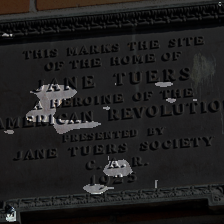 THIS MARKS THE SITE
OF THE HOME OF
JANE TUERS
A HEROINE OF THE
AMERICAN REVOLUTIO
PRESENTED BY
JANE TUERS SOCIETY
C. A. R.